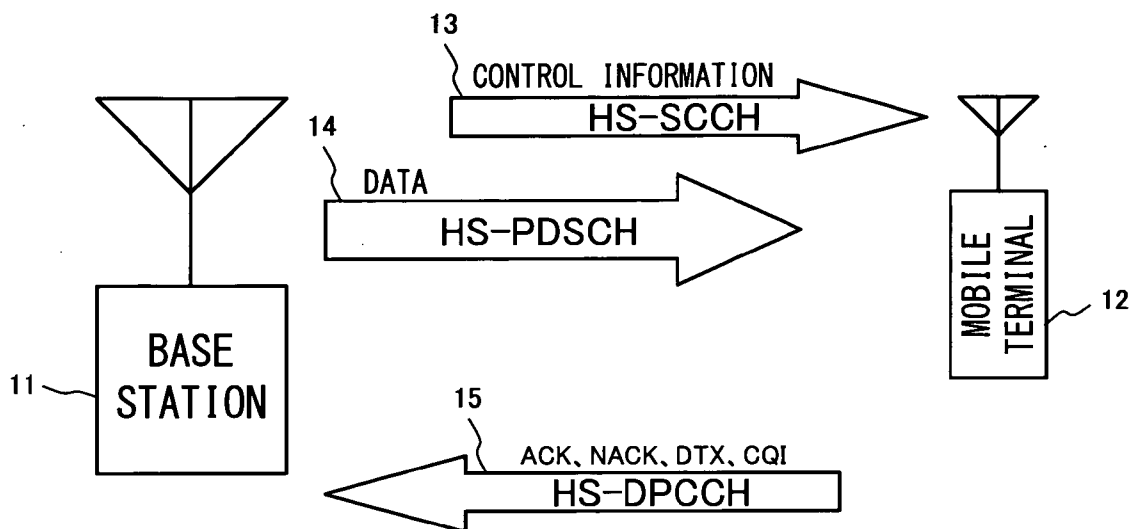 13
CONTROL INFORMATION
HS-SCCH
14
DATA
HS-PDSCH
MOBILE
TERMINAL
12
11
BASE
STATION
15
ACK、NACK、DTX、CQI
HS-DPCCH